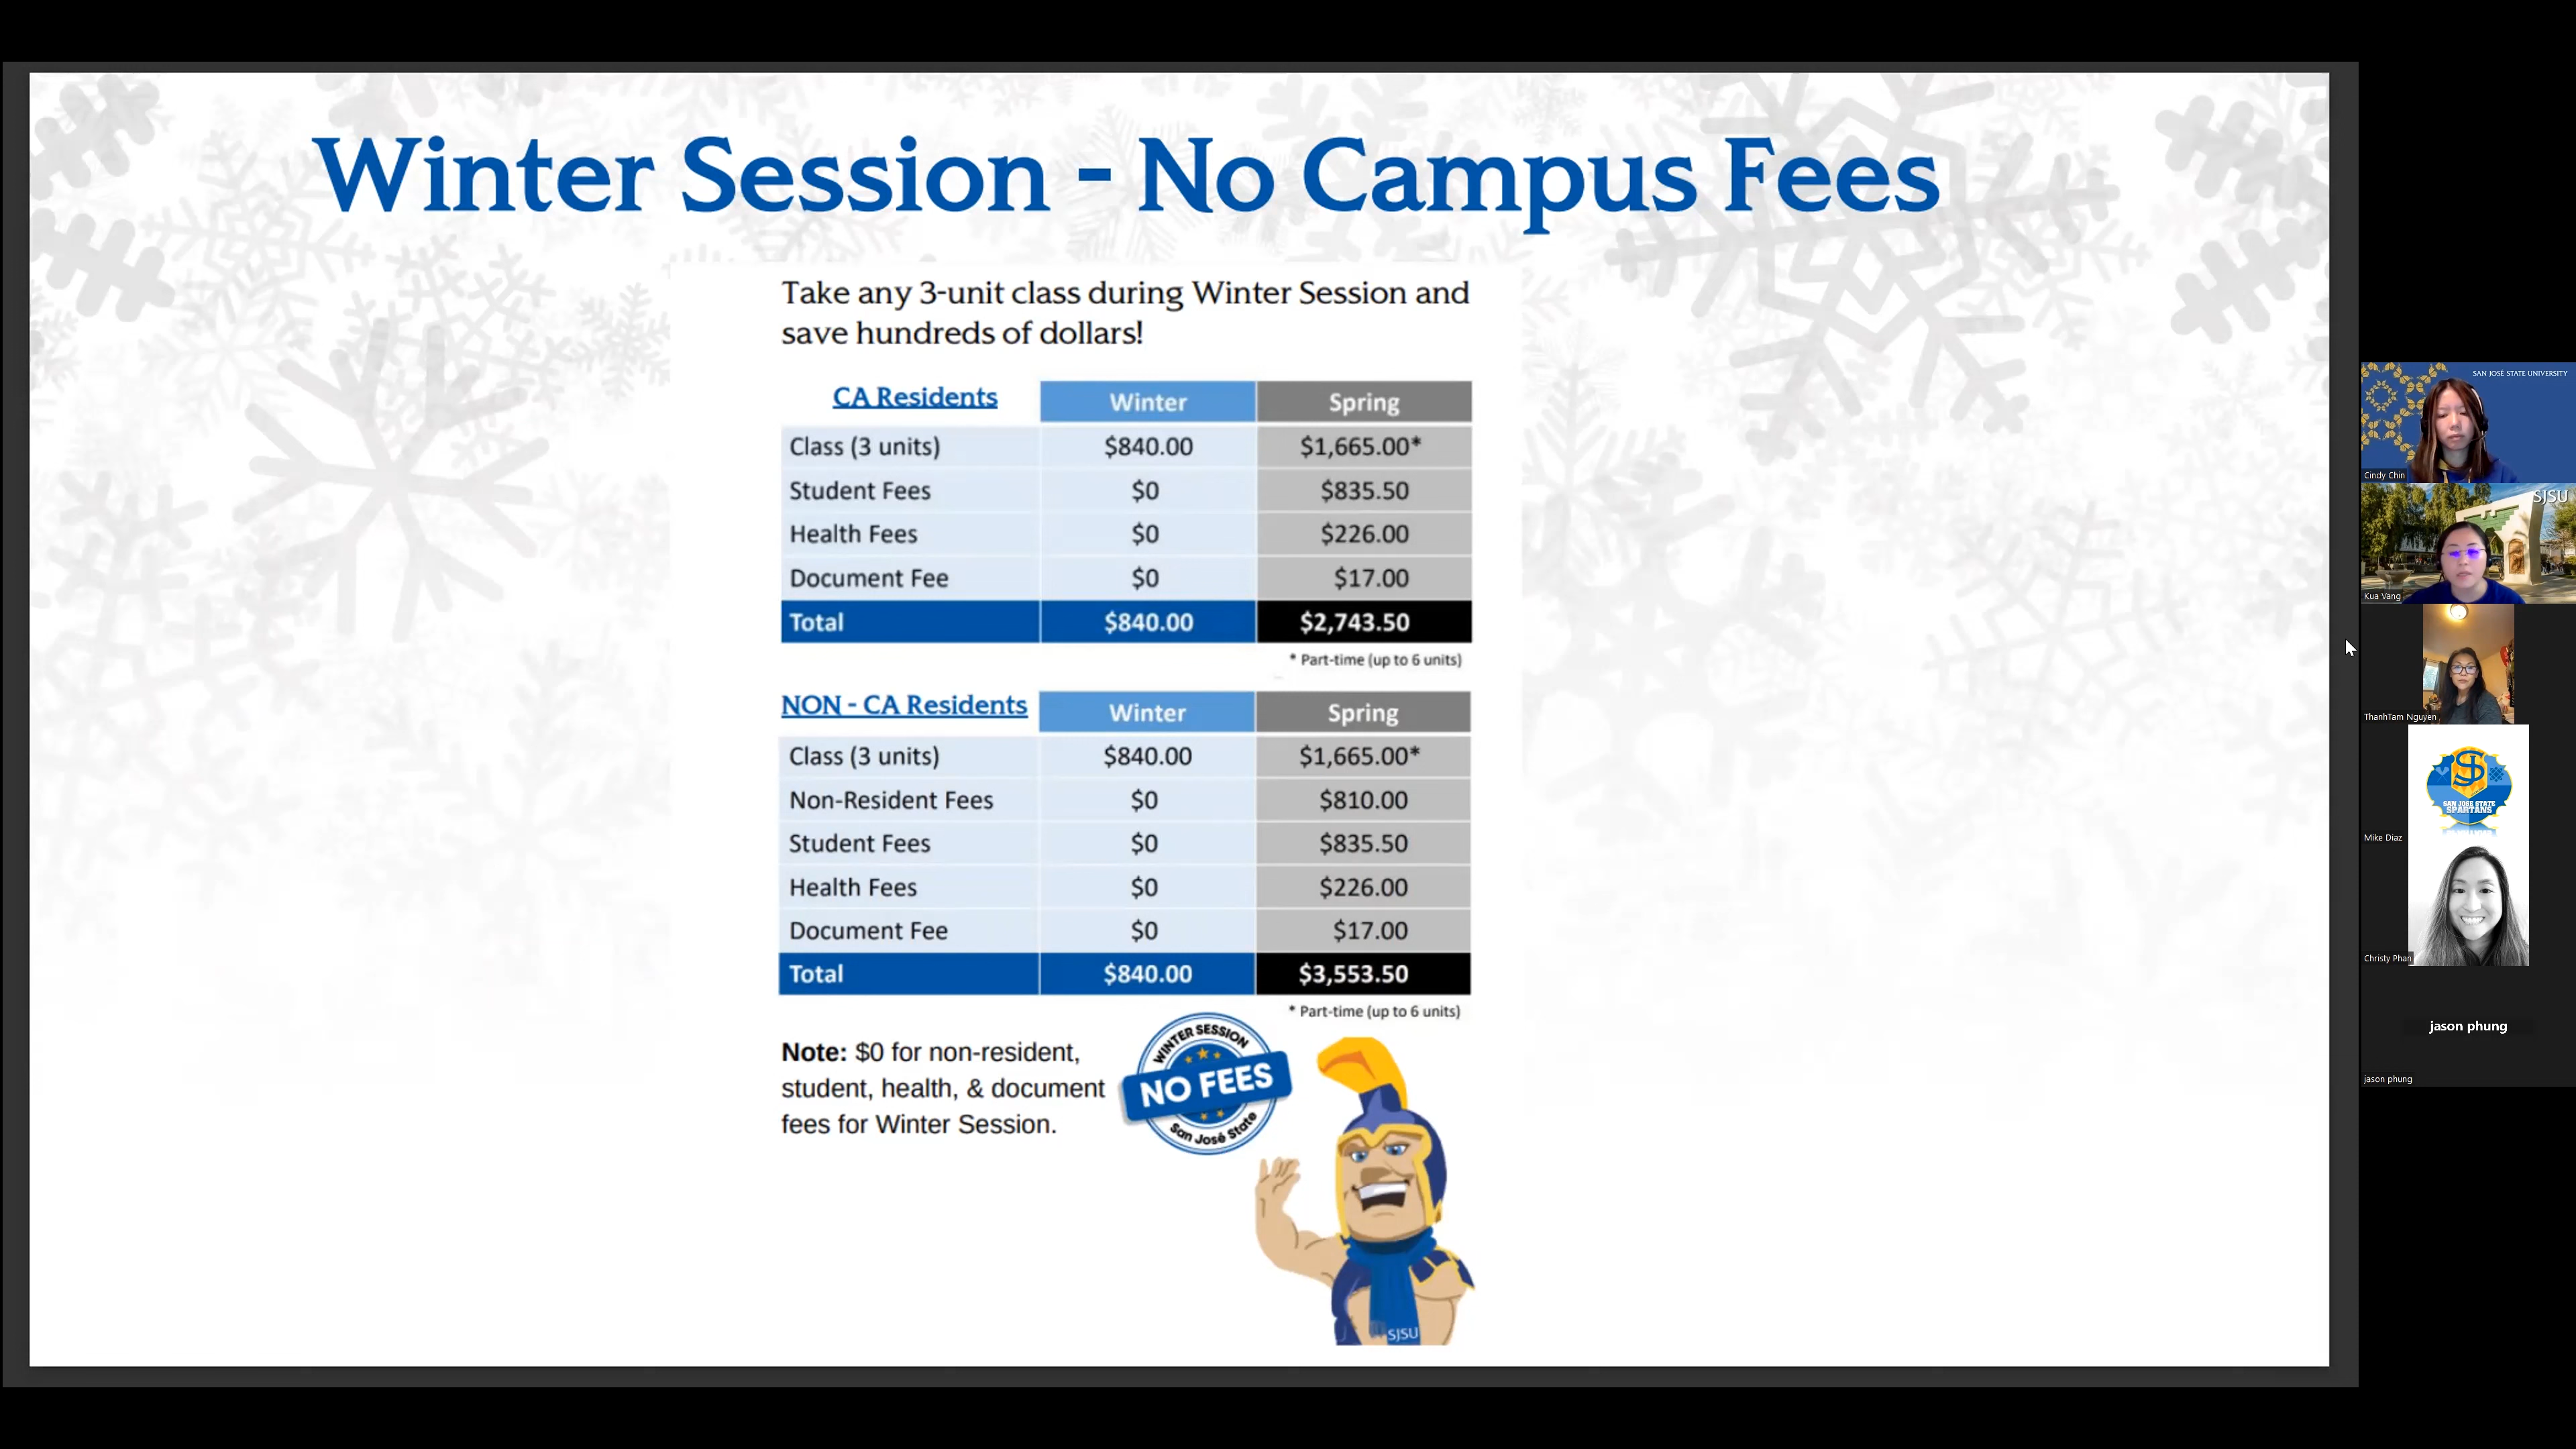 Winter Session - No Campus Fees
Take any 3-unit class during Winter Session and
save hundreds of dollars!
CA Residents Winter Spring
Class (3 units) $840.00 $1,665.00*
Student Fees $0 $835.50
Health Fees $0 $226.00
Document Fee $0 $17.00
Total $840.00 $2,743.50
* Part-time (up to 6 units)
NON - CA Residents Winter Spring
Class (3 units) $840.00 $1,665.00*
Non-Resident Fees $0 $810.00
Student Fees $0 $835.50
Health Fees $0 $226.00
Document Fee $0 $17.00
Total $840.00 $3,553.50
* Part-time (up to 6 units)
Note: $0 for non-resident,
student, health, & document
fees for Winter Session.
WINTER SESSION
NO FEES
San José State
SJSU
SAN JOSÉ STATE UNIVERSITY
Cindy Chin
SJSU
Kua Vang
ThanhTam Nguyen
SJ
SAN JOSE STATE
SPARTANS
Mike Diaz
Christy Phan
jason phung
jason phung